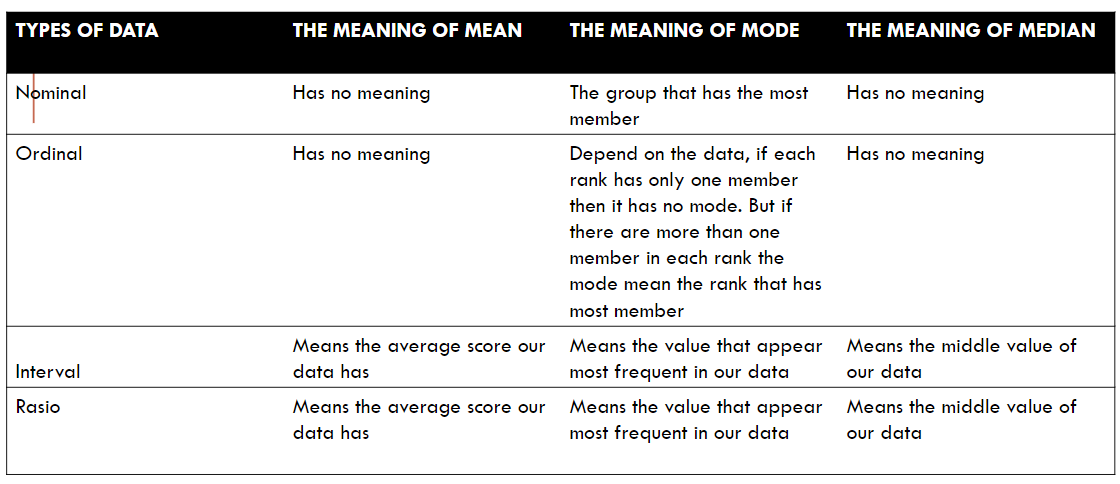 TYPES OF DATA
THE MEANING OF MEAN
THE MEANING OF MODE
THE MEANING OF MEDIAN
Nominal
Has no meaning
The group that has the most
member
Has no meaning
Ordinal
Has no meaning
Depend on the data, if each
rank has only one member
then it has no mode. But if
there are more than one
member in each rank the
mode mean the rank that has
most member
Has no meaning
Interval
Means the average score our
data has
Means the value that appear
most frequent in our data
Means the middle value of
our data
Rasio
Means the average score our
data has
Means the value that appear
most frequent in our data
Means the middle value of
our data